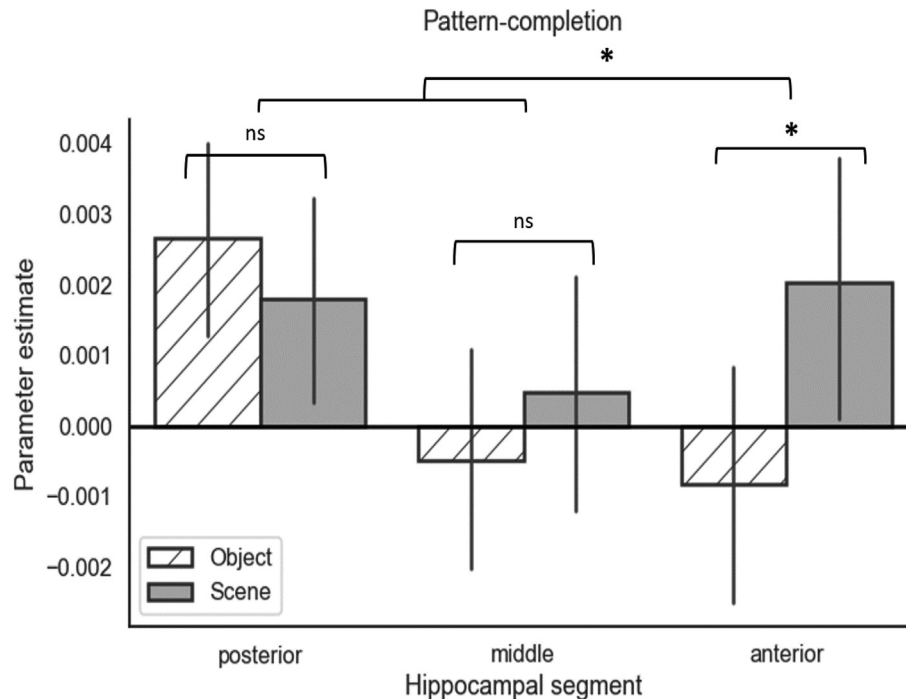 Pattern-completion
*
ns
*
ns
0.004
0.003
0.002
0.001
0.000
−0.001
−0.002
Parameter estimate
Object
Scene
posterior
middle
anterior
Hippocampal segment